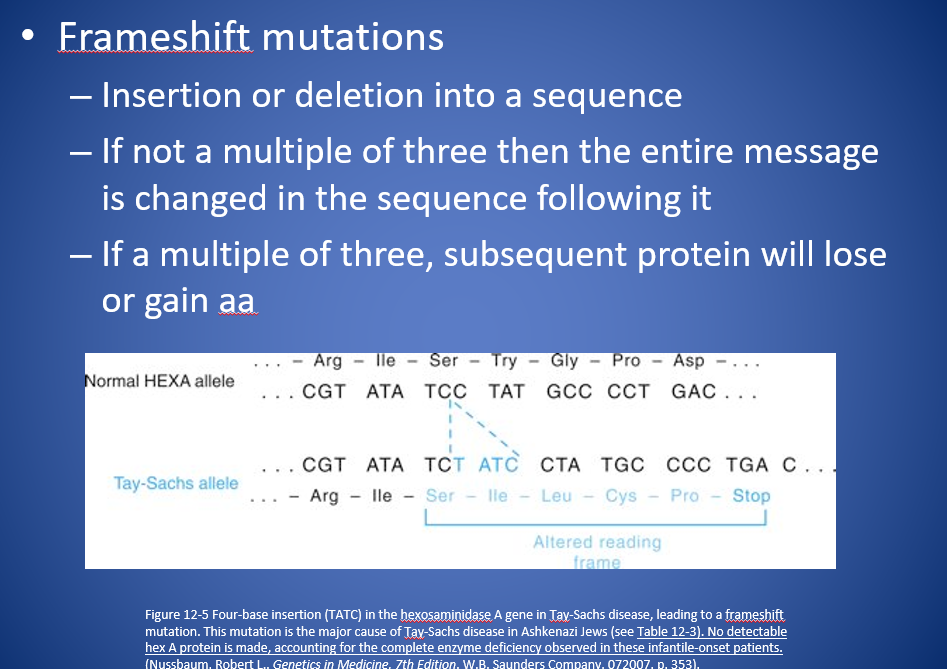 • Frameshift mutations
– Insertion or deletion into a sequence
– If not a multiple of three then the entire message
is changed in the sequence following it
– If a multiple of three, subsequent protein will lose
or gain aa
. . . – Arg – Ile – Ser – Try – Gly – Pro – Asp – . . .
Normal HEXA allele
. . . CGT ATA TCC TAT GCC CCT GAC . . .
. . . CGT ATA TCT ATC CTA TGC CCC TGA C . . .
Tay-Sachs allele
. . . – Arg – Ile – Ser – Ile – Leu – Cys – Pro – Stop
Altered reading
frame
Figure 12-5 Four-base insertion (TATC) in the hexosaminidase A gene in Tay-Sachs disease, leading to a frameshift
mutation. This mutation is the major cause of Tay-Sachs disease in Ashkenazi Jews (see Table 12-3). No detectable
hex A protein is made, accounting for the complete enzyme deficiency observed in these infantile-onset patients.
(Nussbaum, Robert L.. Genetics in Medicine, 7th Edition. W.B. Saunders Company, 072007. p. 353).